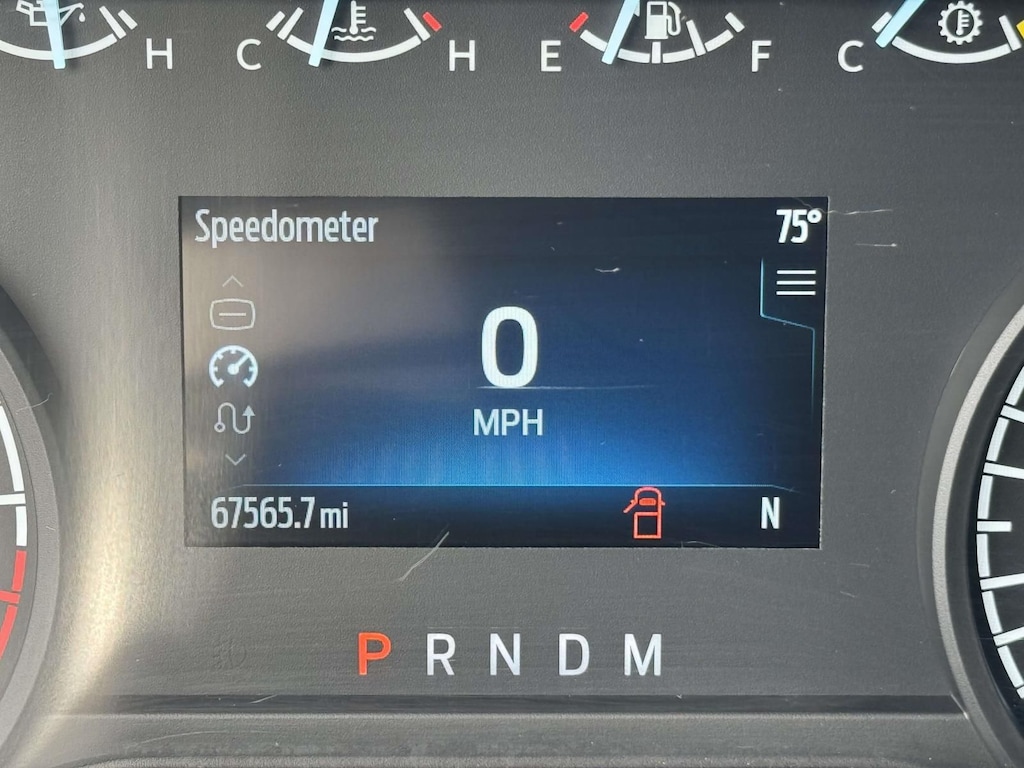 H C H E F C
Speedometer 75°
0
MPH
67565.7 mi N
P R N D M